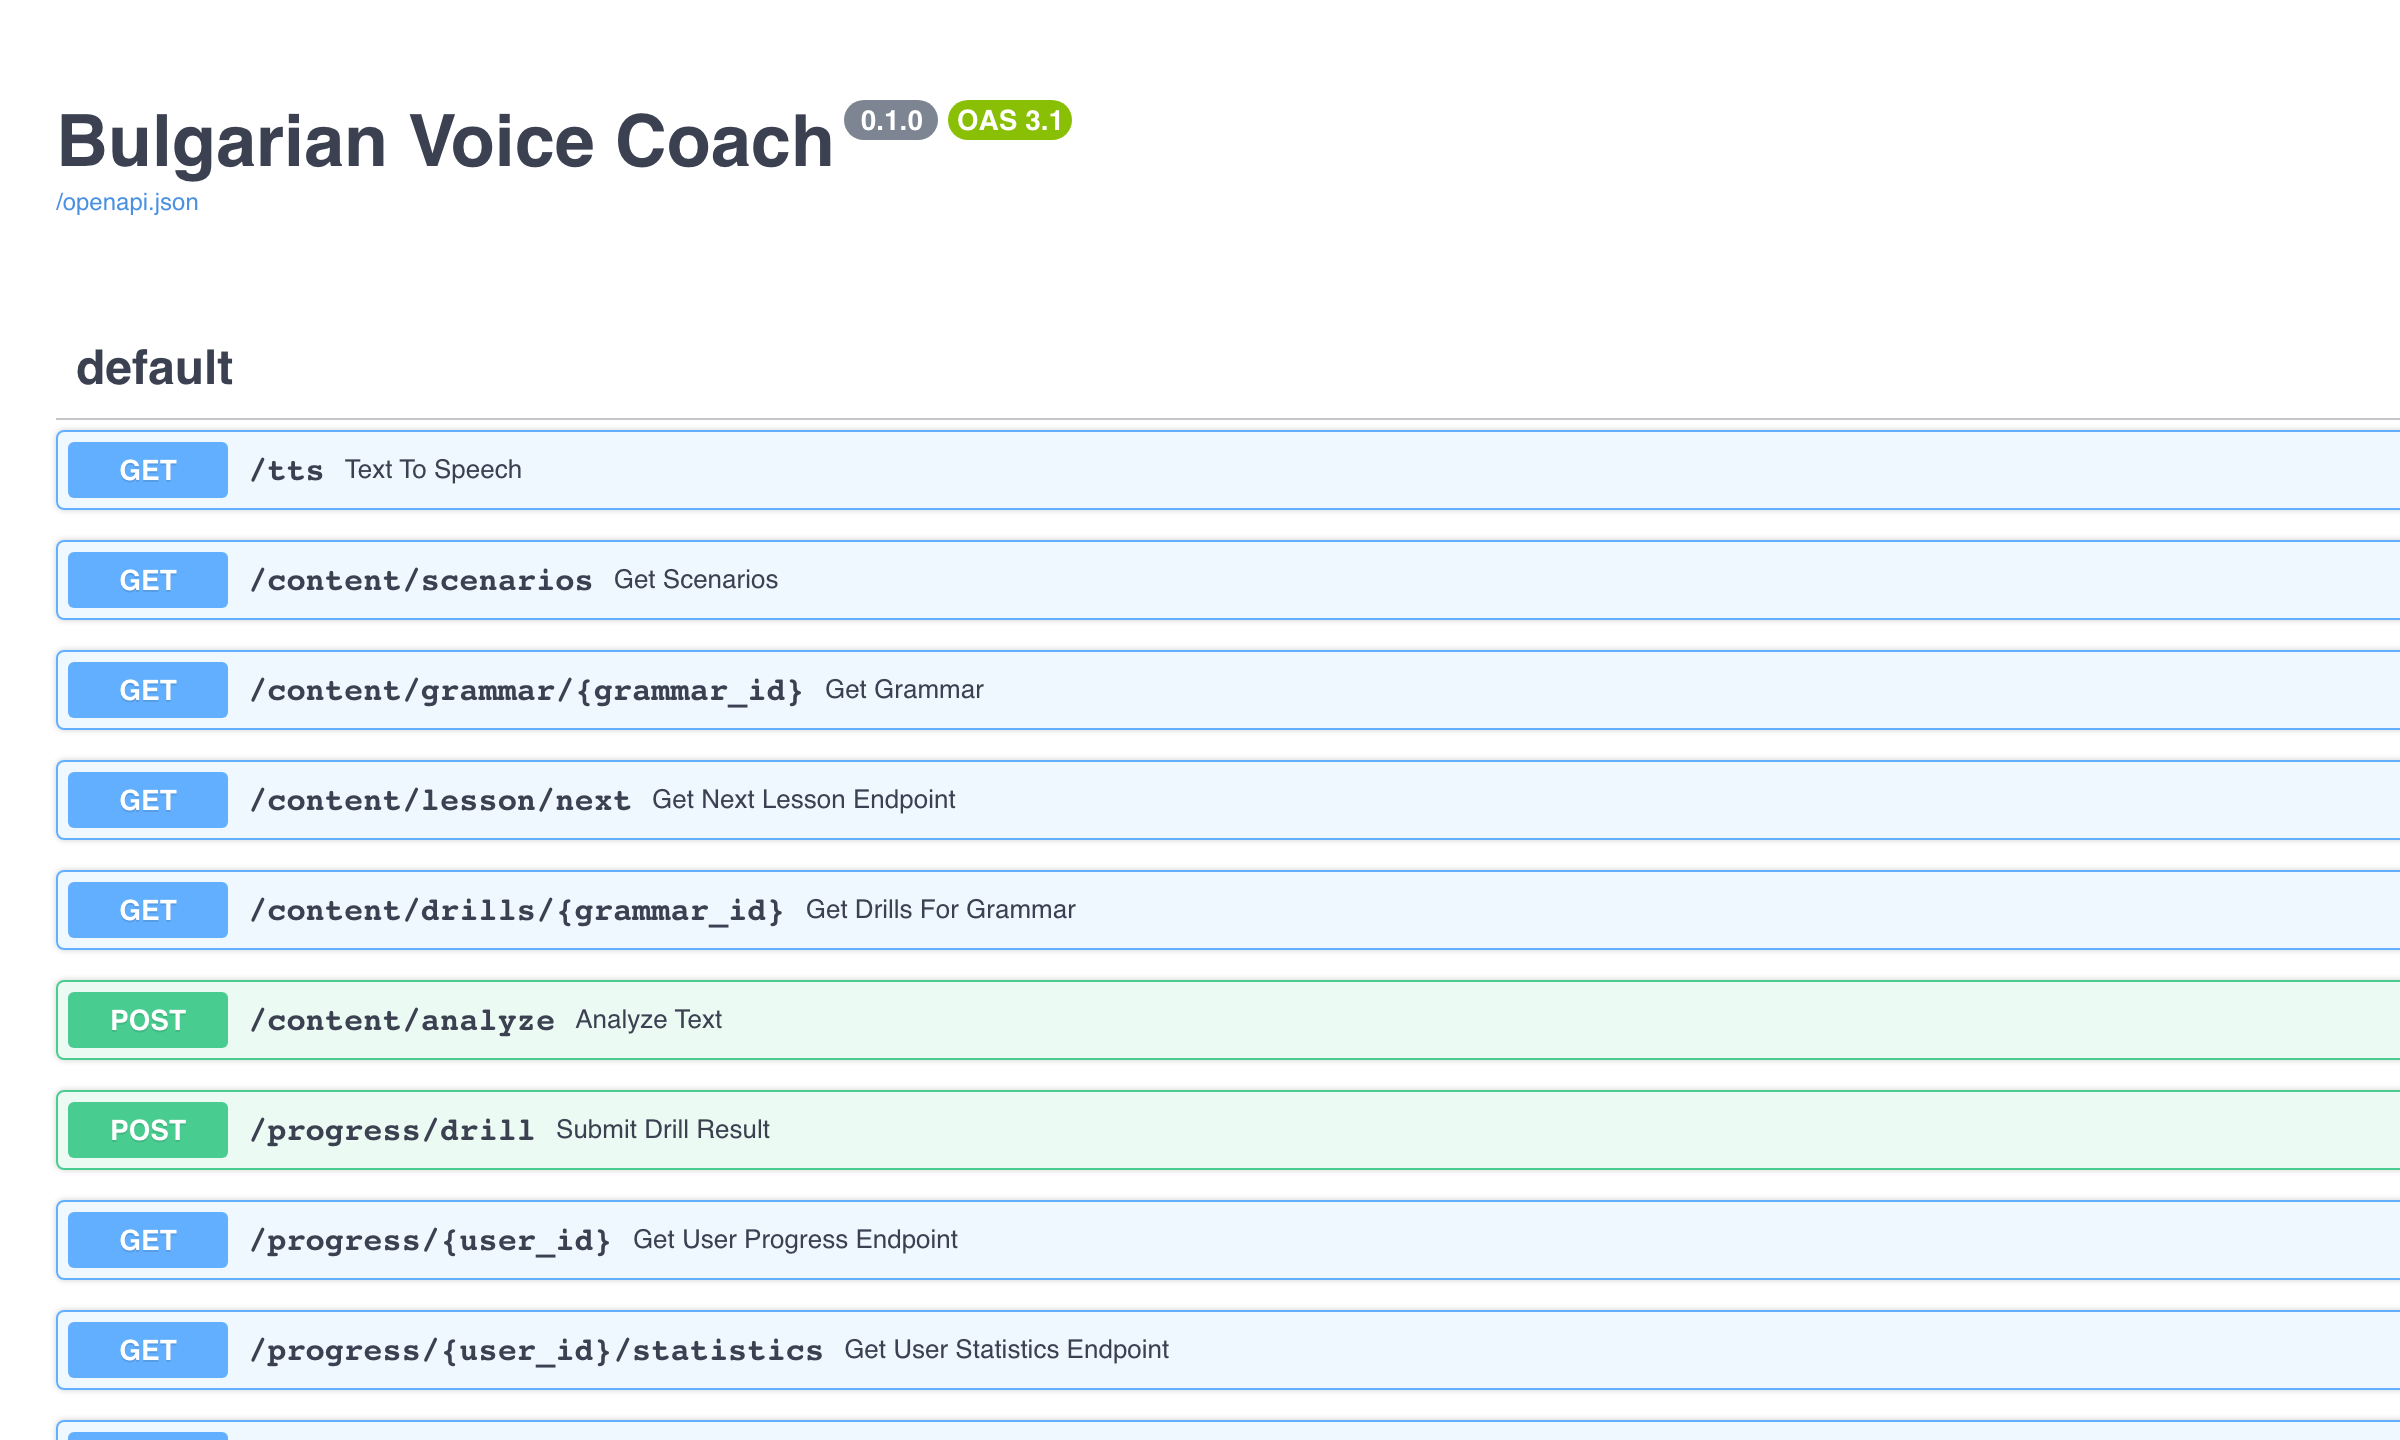 Bulgarian Voice Coach 0.1.0 OAS 3.1
/openapi.json
default
GET /tts Text To Speech
GET /content/scenarios Get Scenarios
GET /content/grammar/{grammar_id} Get Grammar
GET /content/lesson/next Get Next Lesson Endpoint
GET /content/drills/{grammar_id} Get Drills For Grammar
POST /content/analyze Analyze Text
POST /progress/drill Submit Drill Result
GET /progress/{user_id} Get User Progress Endpoint
GET /progress/{user_id}/statistics Get User Statistics Endpoint